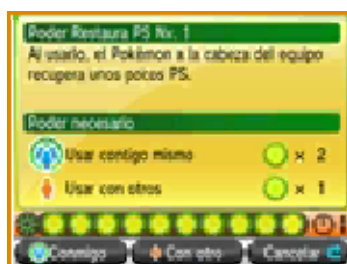 Poder Restaura PS Nv. 1
Al usarlo, el Pokémon a la cabeza del equipo
recupera unos pocos PS.
Poder necesario
Usar contigo mismo × 2
Usar con otros × 1
Conmigo Con otro Cancelar